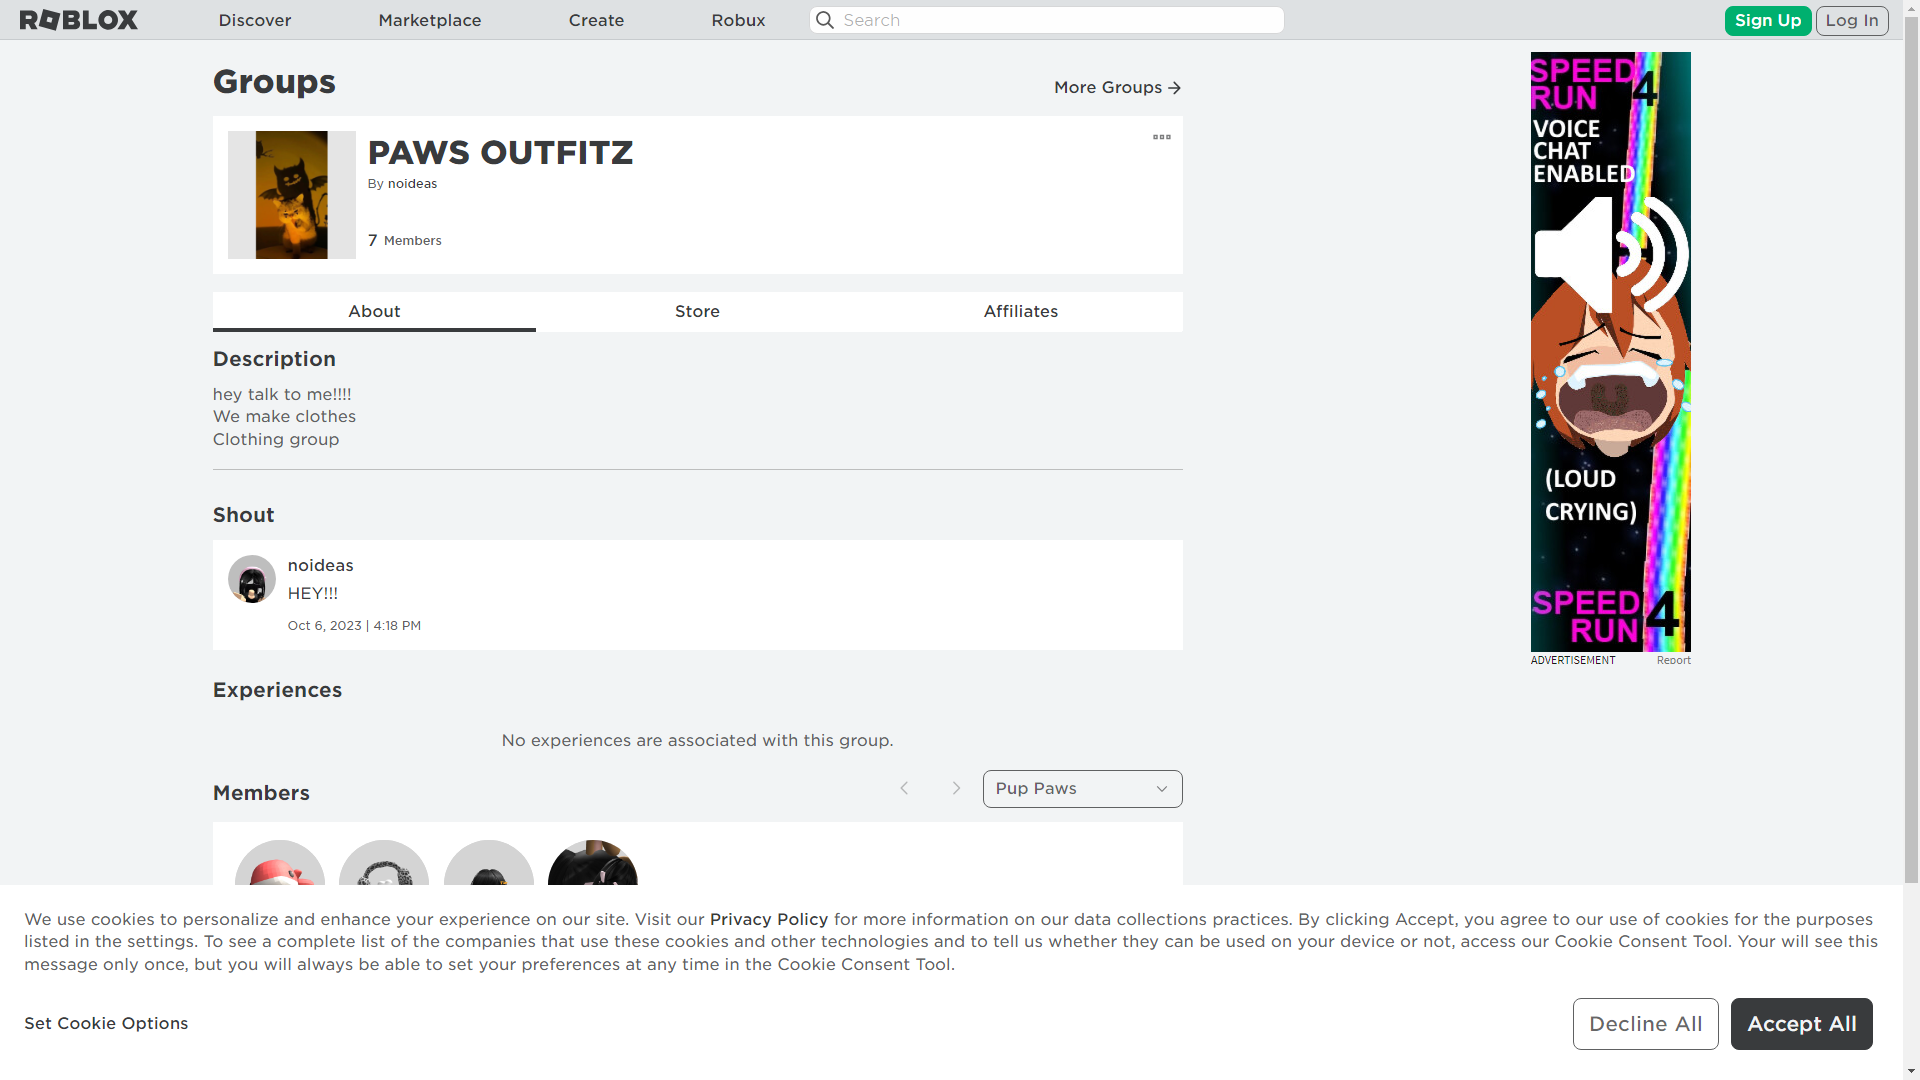 ROBLOX
Discover
Marketplace
Create
Robux
Search
Sign Up
Log In
Groups
More Groups
PAWS OUTFITZ
By noideas
7 Members
About
Store
Affiliates
Description
hey talk to me!!!!
We make clothes
Clothing group
Shout
noideas
HEY!!!
Oct 6, 2023 | 4:18 PM
Experiences
No experiences are associated with this group.
Members
Pup Paws
SPEED
RUN 4
VOICE
CHAT
ENABLED
(LOUD
CRYING)
SPEED
RUN 4
ADVERTISEMENT
Report
We use cookies to personalize and enhance your experience on our site. Visit our Privacy Policy for more information on our data collections practices. By clicking Accept, you agree to our use of cookies for the purposes
listed in the settings. To see a complete list of the companies that use these cookies and other technologies and to tell us whether they can be used on your device or not, access our Cookie Consent Tool. Your will see this
message only once, but you will always be able to set your preferences at any time in the Cookie Consent Tool.
Set Cookie Options
Decline All
Accept All